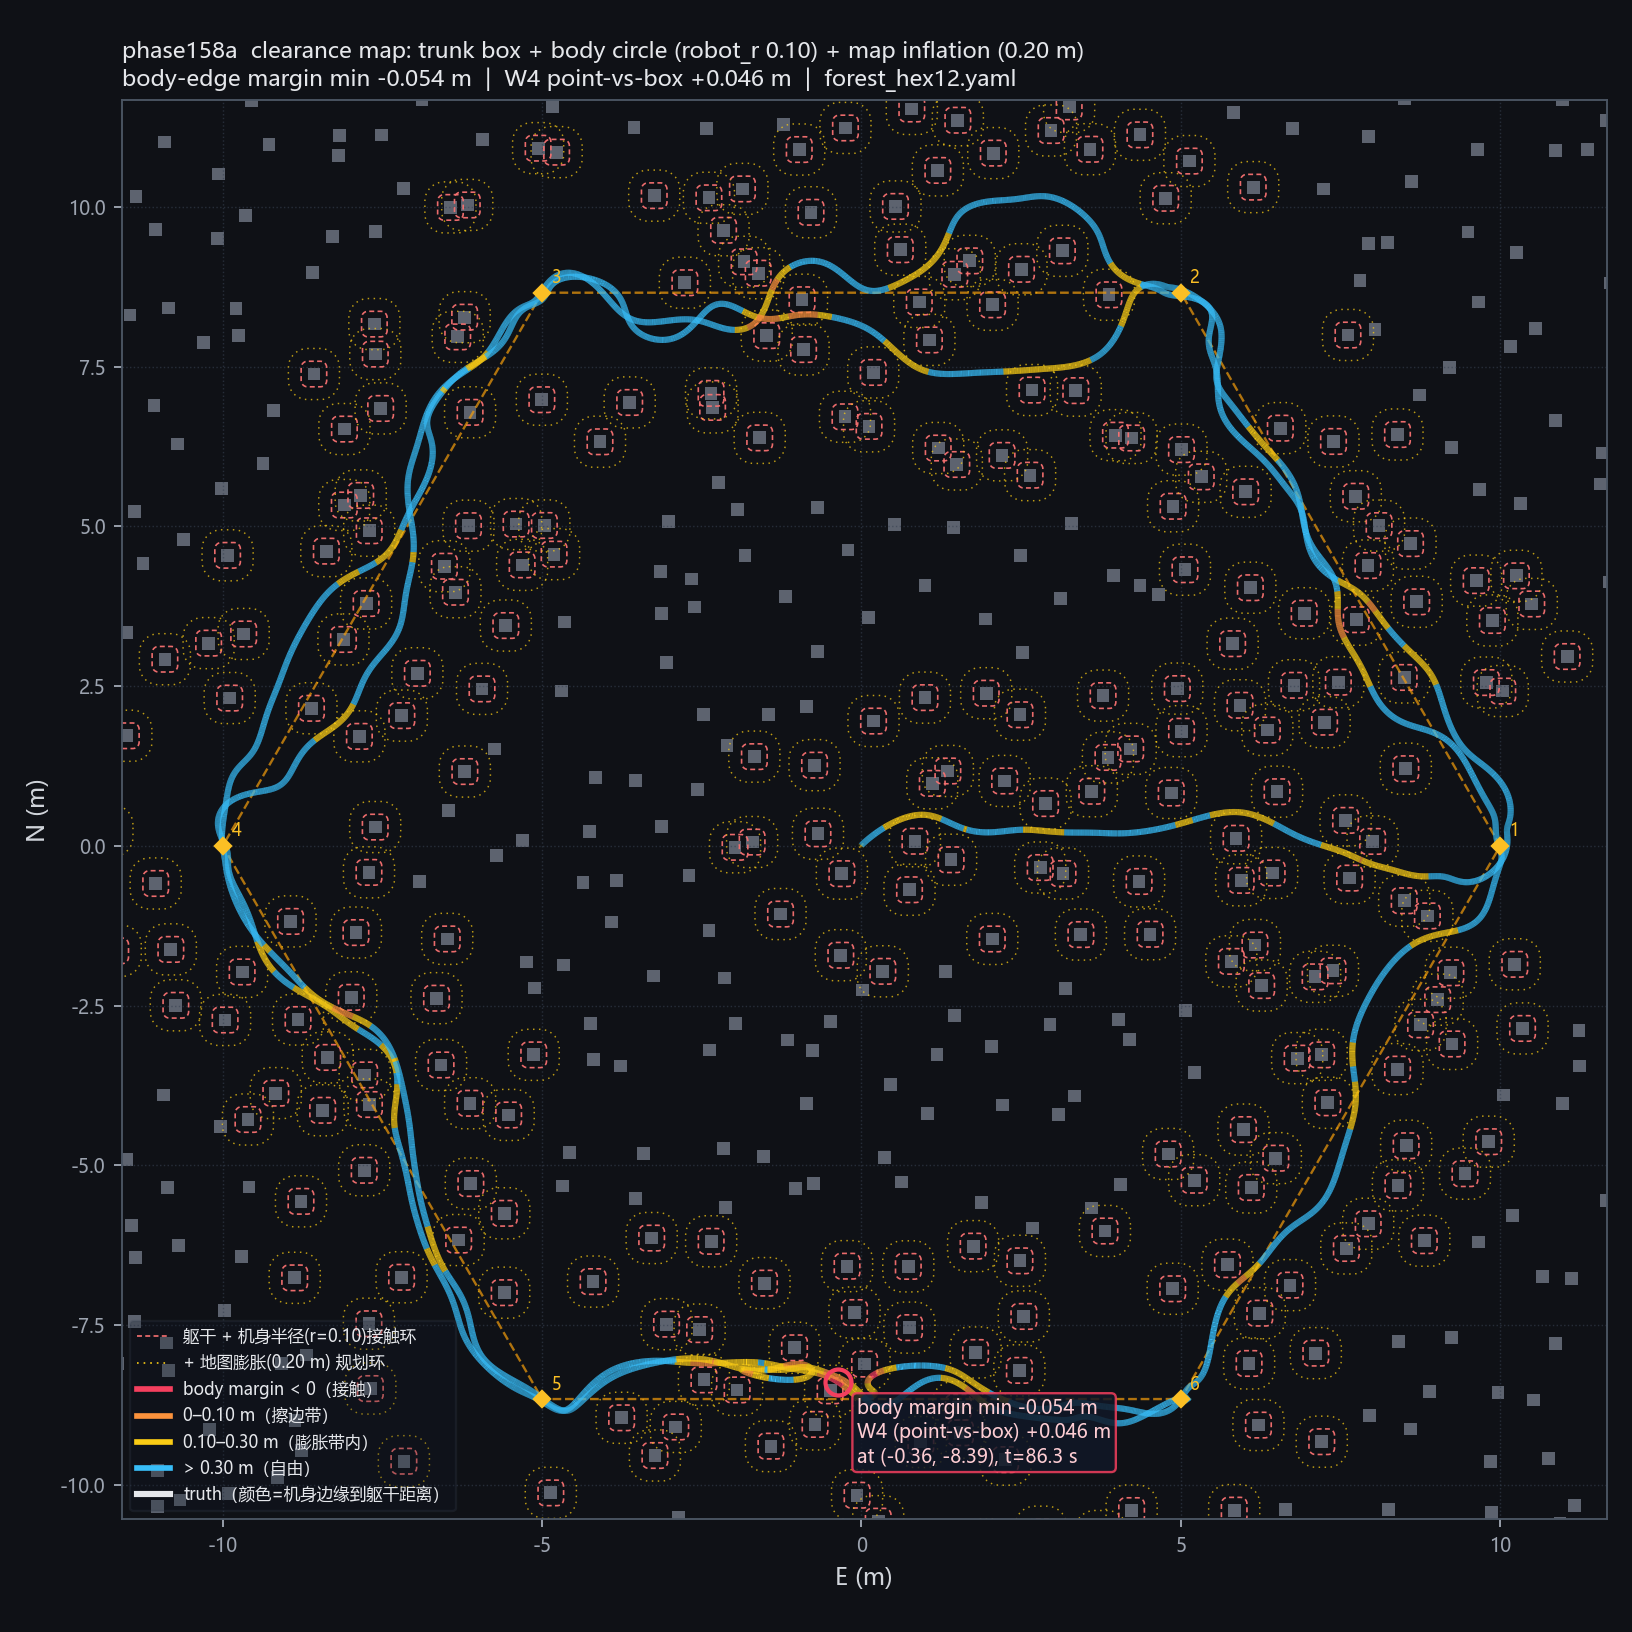 phase158a clearance map: trunk box + body circle (robot_r 0.10) + map inflation (0.20 m)
body-edge margin min -0.054 m | W4 point-vs-box +0.046 m | forest_hex12.yaml
10.0
7.5
5.0
2.5
0.0
-2.5
-5.0
-7.5
-10.0
N (m)
3
2
4
1
5
6
body margin min -0.054 m
W4 (point-vs-box) +0.046 m
at (-0.36, -8.39), t=86.3 s
躯干 + 机身半径(r=0.10)接触环
+ 地图膨胀(0.20 m) 规划环
body margin < 0（接触）
0–0.10 m（擦边带）
0.10–0.30 m（膨胀带内）
> 0.30 m（自由）
truth（颜色=机身边缘到躯干距离）
-10
-5
0
5
10
E (m)